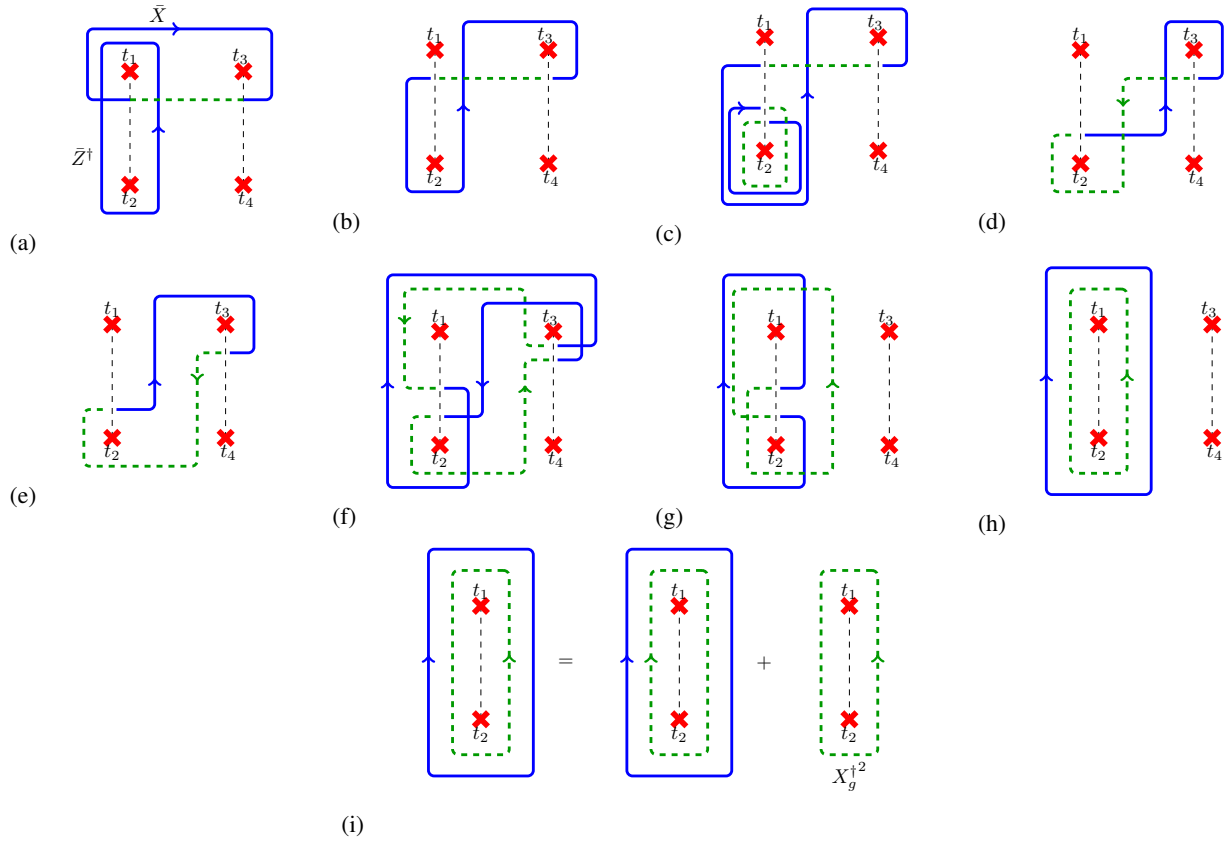 X̄
t₁ t₃
Z̄†
t₂ t₄
(a)
t₁ t₃
t₂ t₄
(b)
t₁ t₃
t₂ t₄
(c)
t₁ t₃
t₂ t₄
(d)
t₁ t₃
t₂ t₄
(e)
t₁ t₃
t₂ t₄
(f)
t₁ t₃
t₂ t₄
(g)
t₁ t₃
t₂ t₄
(h)
t₁ t₁ t₁
= +
t₂ t₂ t₂
X_g^{†2}
(i)